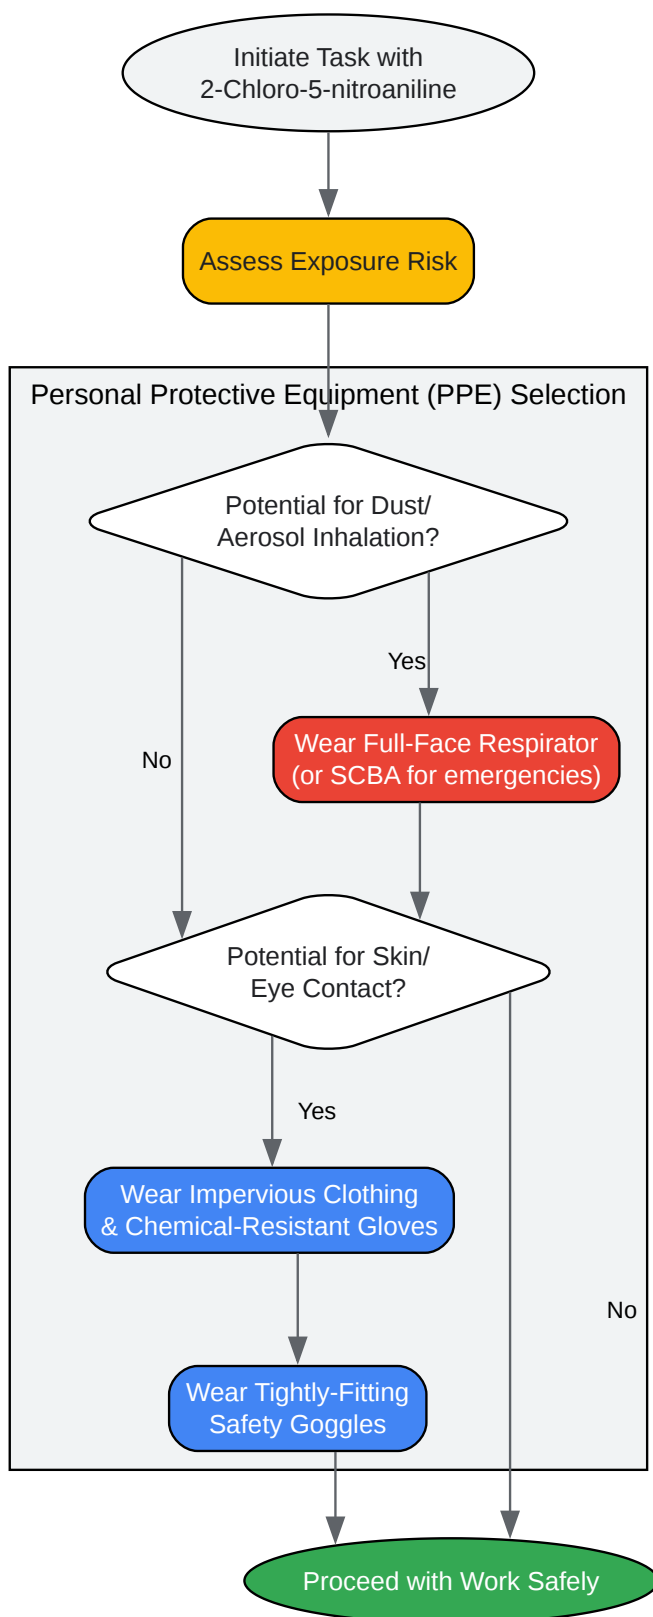 Initiate Task with
2-Chloro-5-nitroaniline
Assess Exposure Risk
Personal Protective Equipment (PPE) Selection
Potential for Dust/
Aerosol Inhalation?
Yes
Wear Full-Face Respirator
(or SCBA for emergencies)
No
Potential for Skin/
Eye Contact?
Yes
Wear Impervious Clothing
& Chemical-Resistant Gloves
No
Wear Tightly-Fitting
Safety Goggles
Proceed with Work Safely